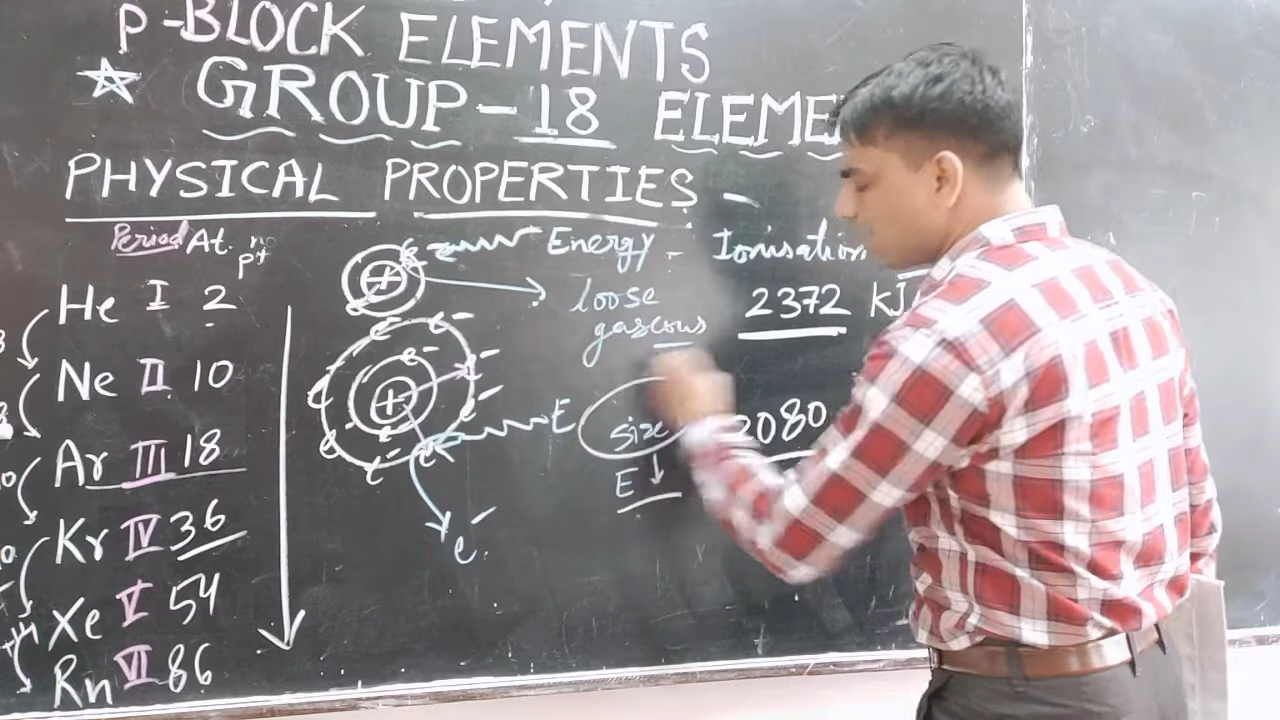 P-BLOCK ELEMENTS
☆ GROUP-18 ELEME
PHYSICAL PROPERTIES -
Period At. n p+
He I 2
Ne II 10
Ar III 18
Kr IV 36
Xe V 54
Rn VI 86
Energy - Ionisation
loose
gaseous
2372 KJ
E
size
2080
E↓
+
+
e-